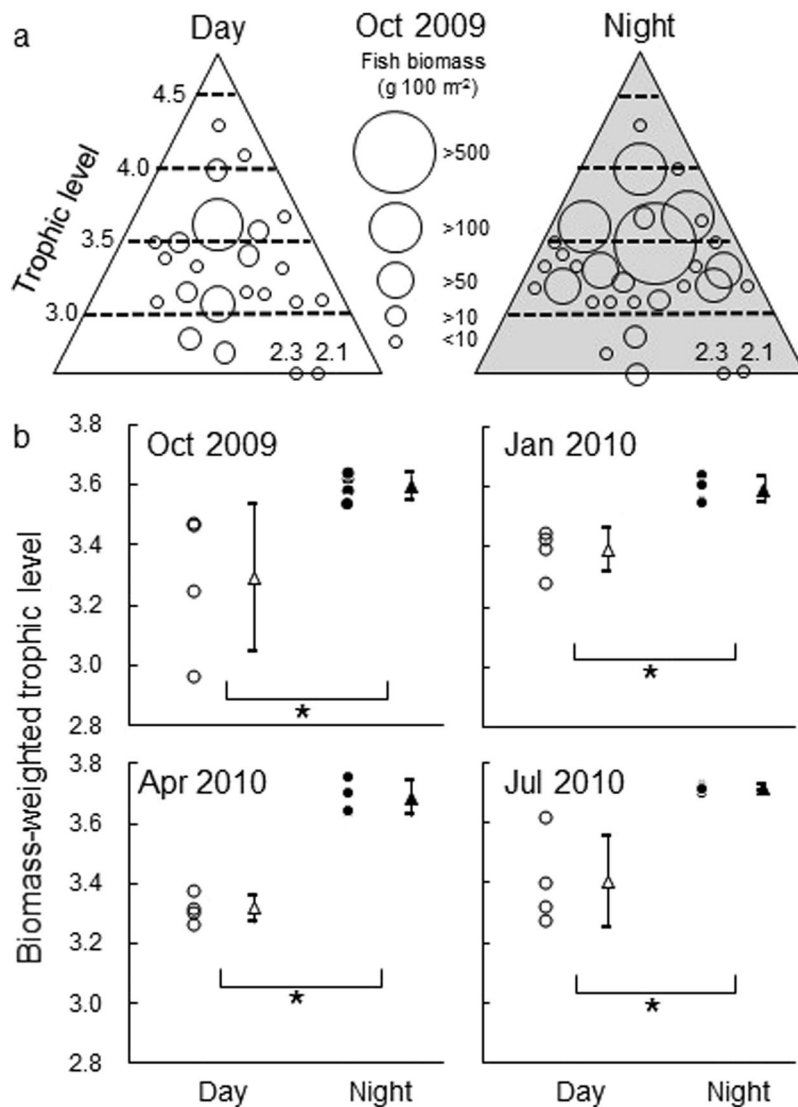 a
Day
Oct 2009
Night
Fish biomass
(g 100 m⁻²)
4.5
4.0
3.5
3.0
Trophic level
>500
>100
>50
>10
<10
2.3 2.1
2.3 2.1
b
Biomass-weighted trophic level
Oct 2009
3.8
3.6
3.4
3.2
3.0
2.8
*
Jan 2010
*
Apr 2010
3.8
3.6
3.4
3.2
3.0
2.8
*
Jul 2010
*
Day Night
Day Night